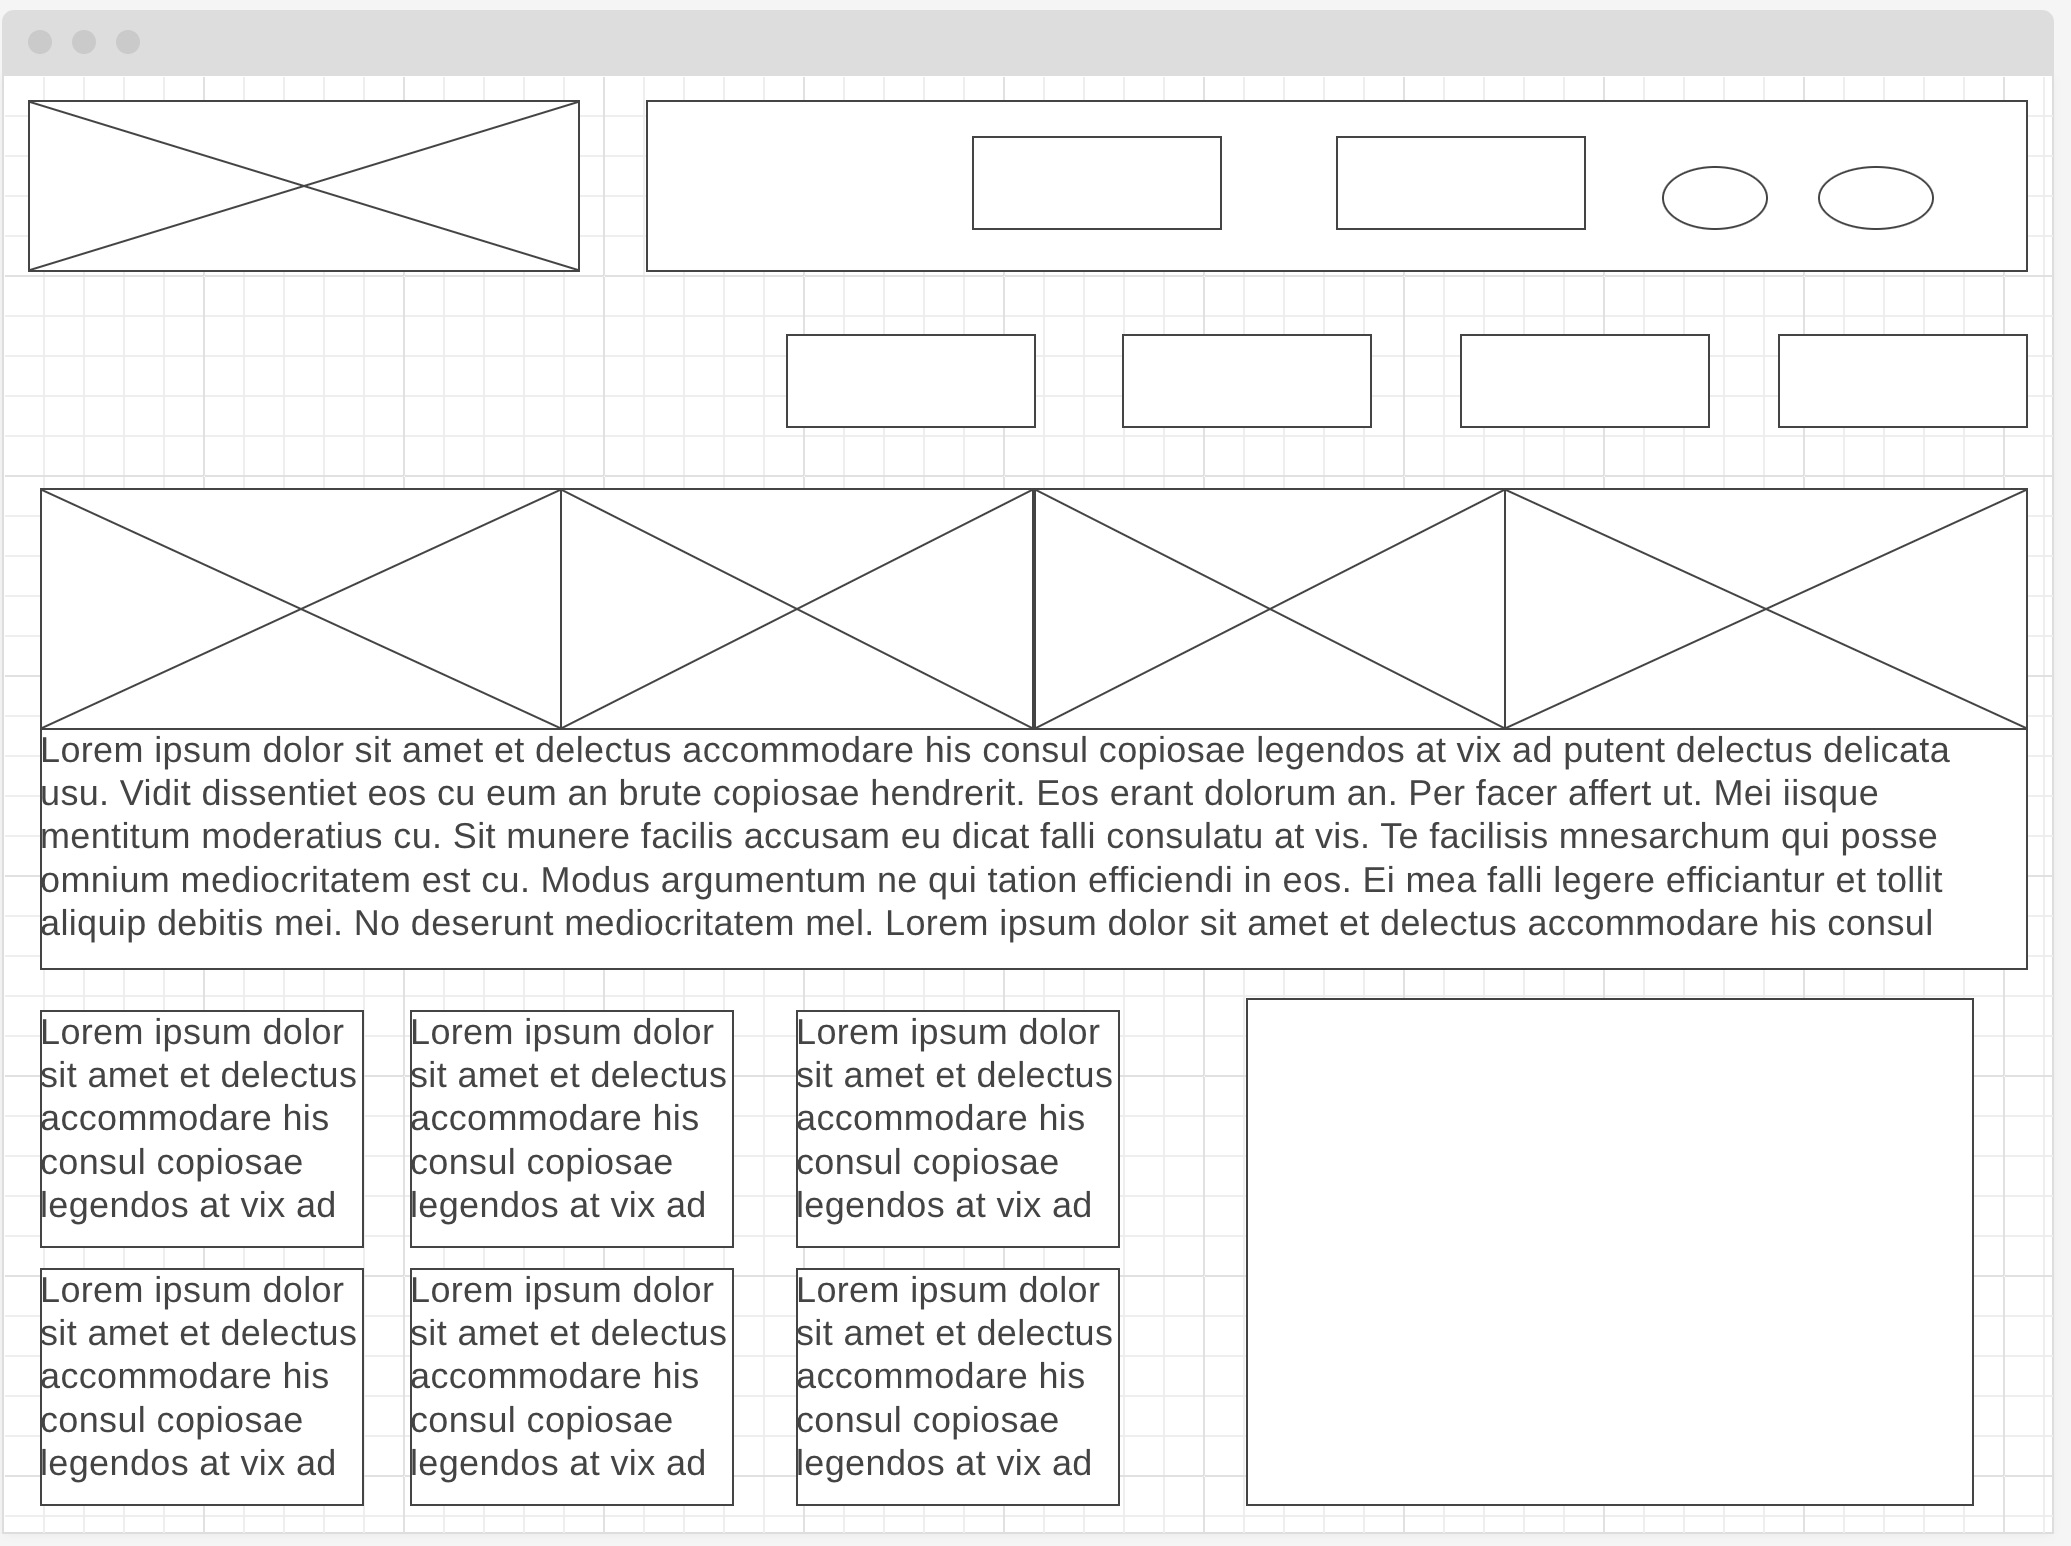 Lorem ipsum dolor sit amet et delectus accommodare his consul copiosae legendos at vix ad putent delectus delicata
usu. Vidit dissentiet eos cu eum an brute copiosae hendrerit. Eos erant dolorum an. Per facer affert ut. Mei iisque
mentitum moderatius cu. Sit munere facilis accusam eu dicat falli consulatu at vis. Te facilisis mnesarchum qui posse
omnium mediocritatem est cu. Modus argumentum ne qui tation efficiendi in eos. Ei mea falli legere efficiantur et tollit
aliquip debitis mei. No deserunt mediocritatem mel. Lorem ipsum dolor sit amet et delectus accommodare his consul
Lorem ipsum dolor
sit amet et delectus
accommodare his
consul copiosae
legendos at vix ad
Lorem ipsum dolor
sit amet et delectus
accommodare his
consul copiosae
legendos at vix ad
Lorem ipsum dolor
sit amet et delectus
accommodare his
consul copiosae
legendos at vix ad
Lorem ipsum dolor
sit amet et delectus
accommodare his
consul copiosae
legendos at vix ad
Lorem ipsum dolor
sit amet et delectus
accommodare his
consul copiosae
legendos at vix ad
Lorem ipsum dolor
sit amet et delectus
accommodare his
consul copiosae
legendos at vix ad